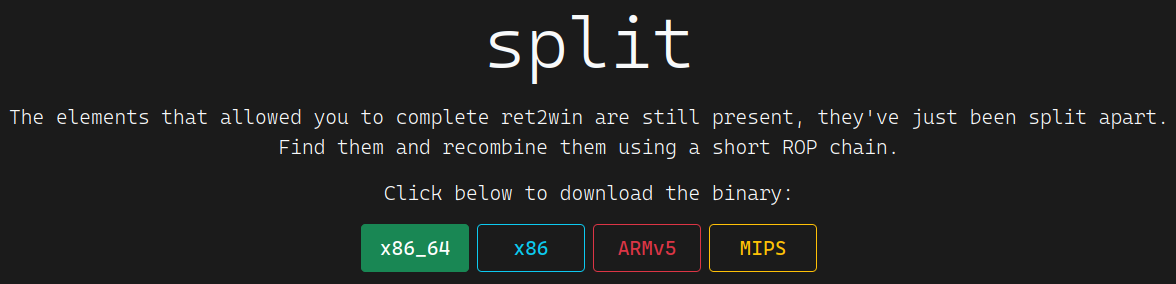 split
The elements that allowed you to complete ret2win are still present, they've just been split apart.
Find them and recombine them using a short ROP chain.
Click below to download the binary:
x86_64 x86 ARMv5 MIPS